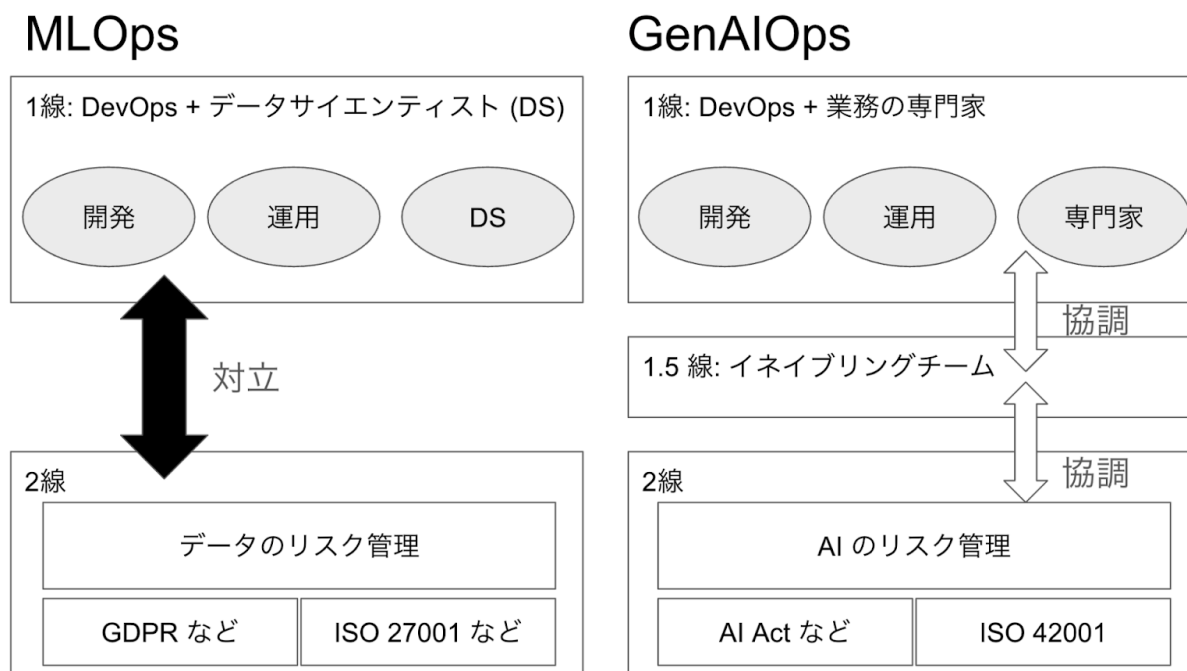 MLOps
1線: DevOps + データサイエンティスト (DS)
開発
運用
DS
対立
2線
データのリスク管理
GDPR など
ISO 27001 など
GenAIOps
1線: DevOps + 業務の専門家
開発
運用
専門家
協調
1.5 線: イネイブリングチーム
協調
2線
AI のリスク管理
AI Act など
ISO 42001